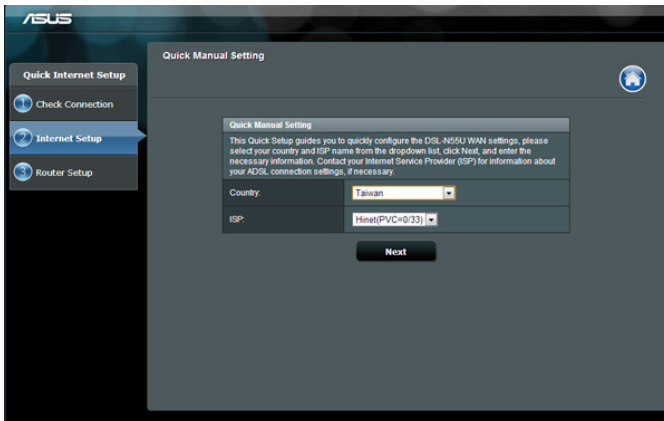 ASUS
Quick Manual Setting
Quick Internet Setup
1 Check Connection
2 Internet Setup
3 Router Setup
Quick Manual Setting
This Quick Setup guides you to quickly configure the DSL-N55U WAN settings, please
select your country and ISP name from the dropdown list, click Next, and enter the
necessary information. Contact your Internet Service Provider (ISP) for information about
your ADSL connection settings, if necessary.
Country: Taiwan
ISP: Hinet(PVC=0/33)
Next